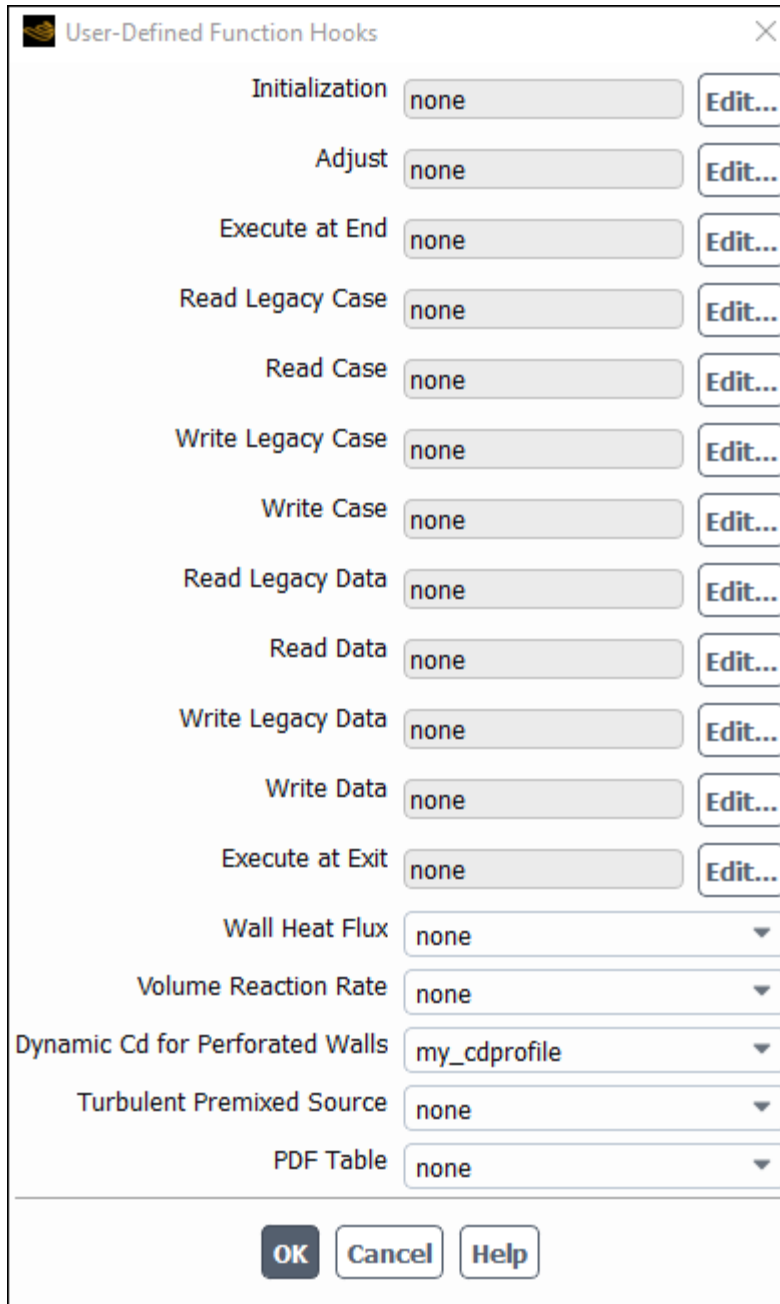 User-Defined Function Hooks
Initialization none Edit...
Adjust none Edit...
Execute at End none Edit...
Read Legacy Case none Edit...
Read Case none Edit...
Write Legacy Case none Edit...
Write Case none Edit...
Read Legacy Data none Edit...
Read Data none Edit...
Write Legacy Data none Edit...
Write Data none Edit...
Execute at Exit none Edit...
Wall Heat Flux none
Volume Reaction Rate none
Dynamic Cd for Perforated Walls my_cdprofile
Turbulent Premixed Source none
PDF Table none
OK Cancel Help